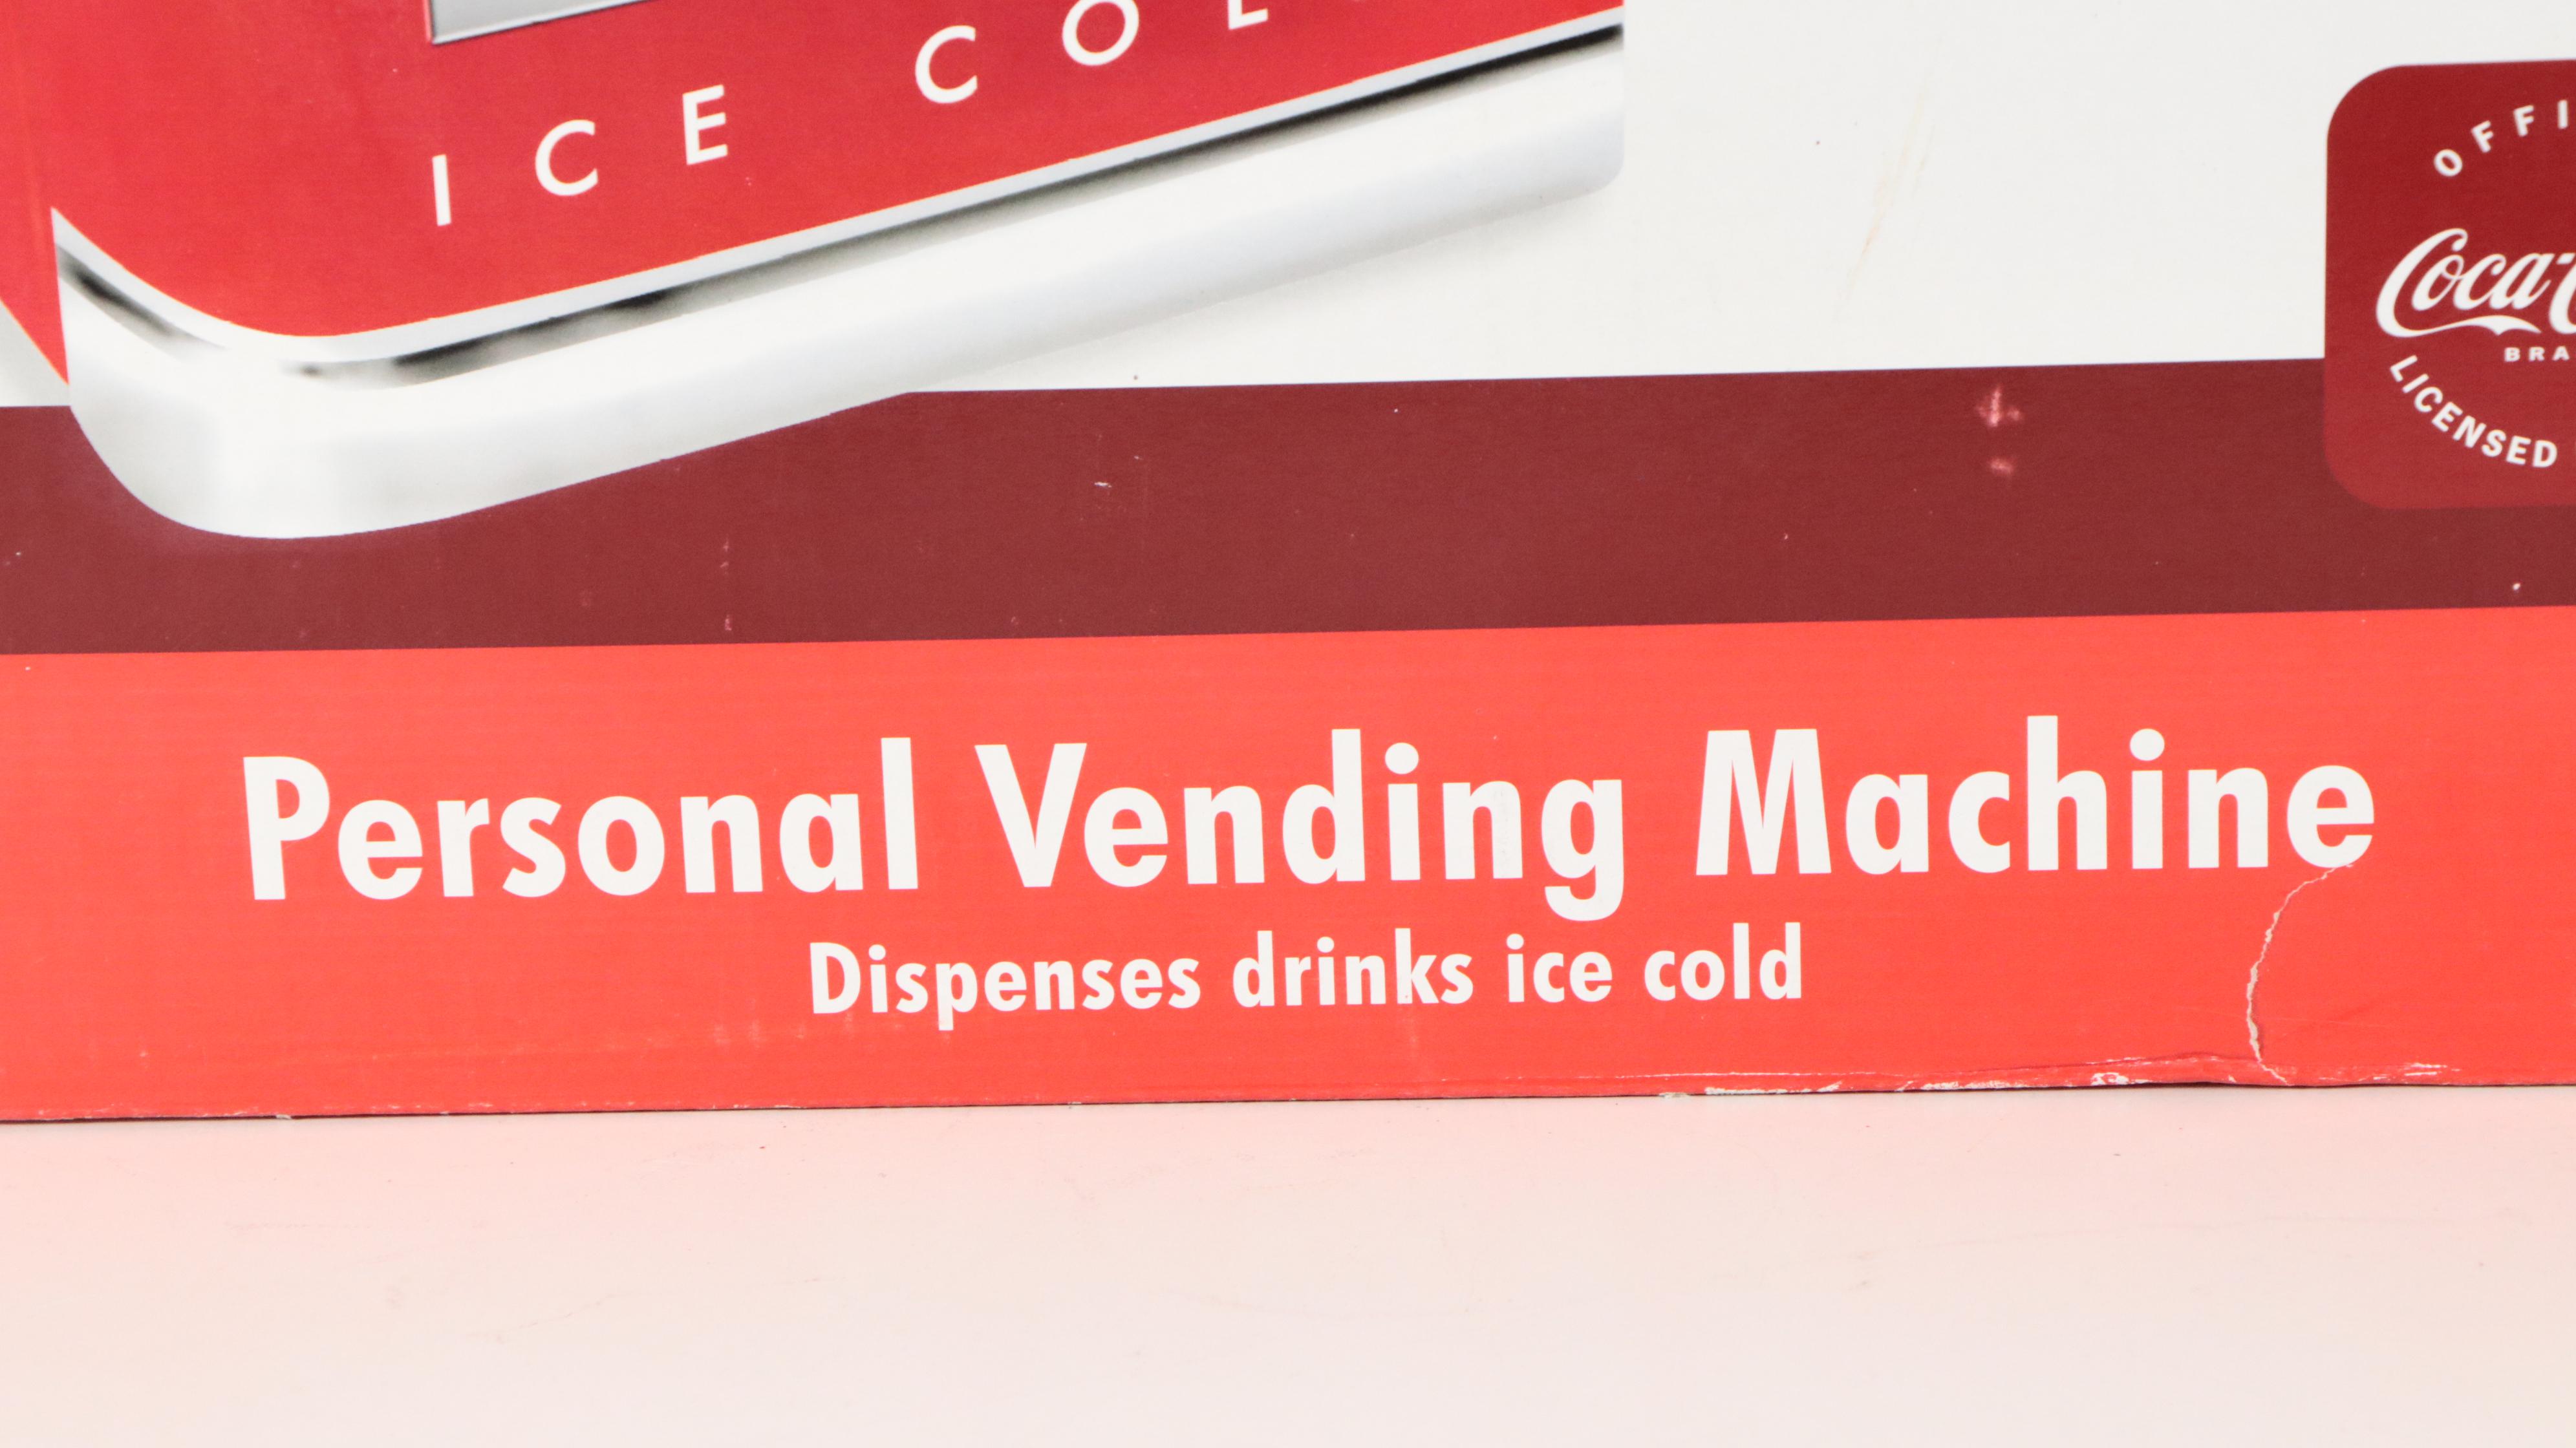 ICE COL
OFFI
Coca-C
BRA
LICENSED
Personal Vending Machine
Dispenses drinks ice cold